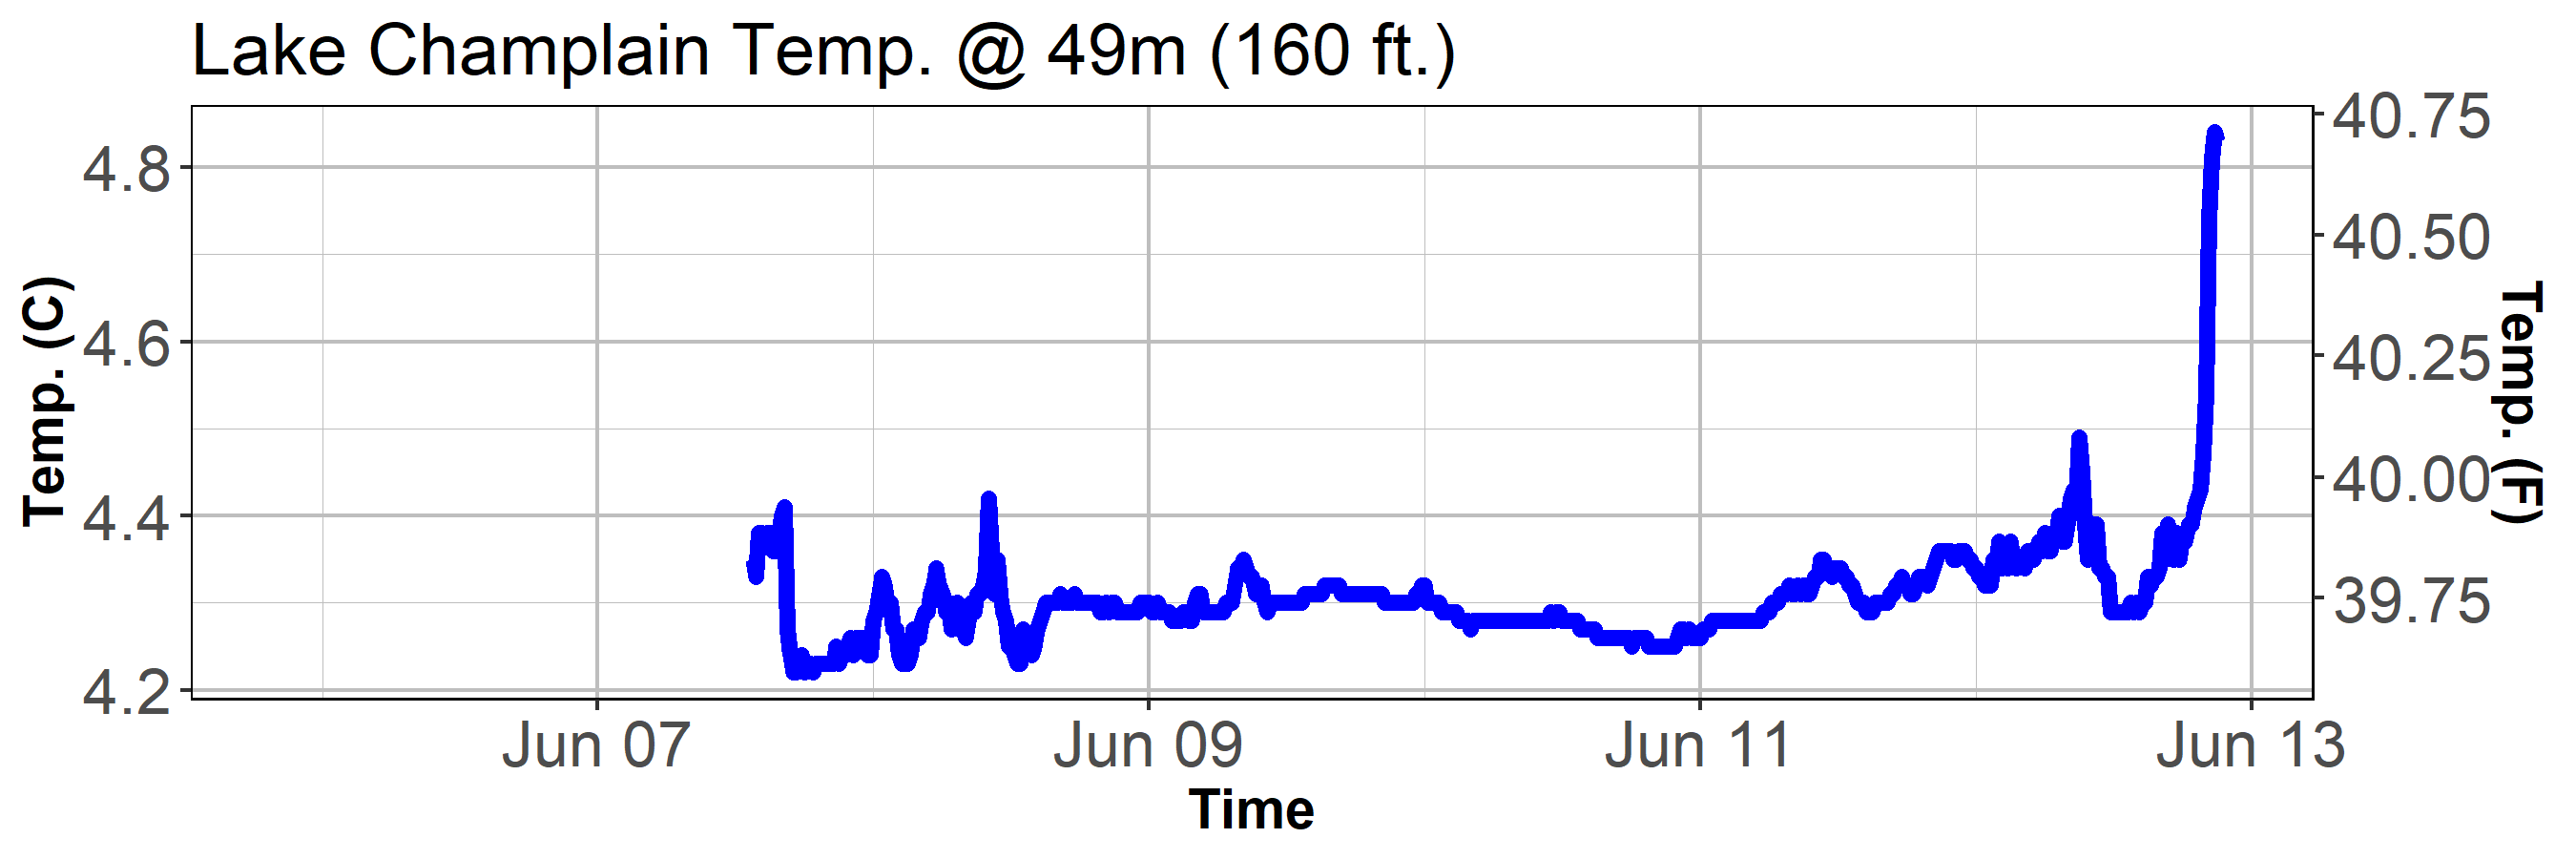 Lake Champlain Temp. @ 49m (160 ft.)
Temp. (C)
4.8
4.6
4.4
4.2
40.75
40.50
40.25
40.00
39.75
Temp. (F)
Jun 07 Jun 09 Jun 11 Jun 13
Time